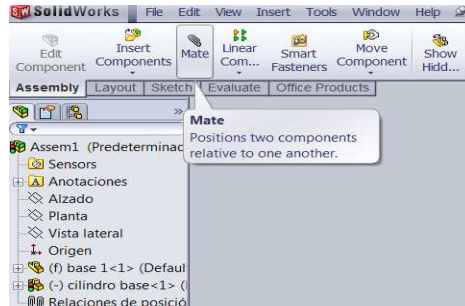 SolidWorks File Edit View Insert Tools Window Help
Edit Component
Insert Components
Mate
Linear Com...
Smart Fasteners
Move Component
Show Hidd...
Assembly Layout Sketch Evaluate Office Products
Mate
Positions two components
relative to one another.
Assem1 (Predeterminac
Sensors
Anotaciones
Alzado
Planta
Vista lateral
Origen
(f) base 1<1> (Defaul
(-) cilindro base<1> (
Relaciones de posició